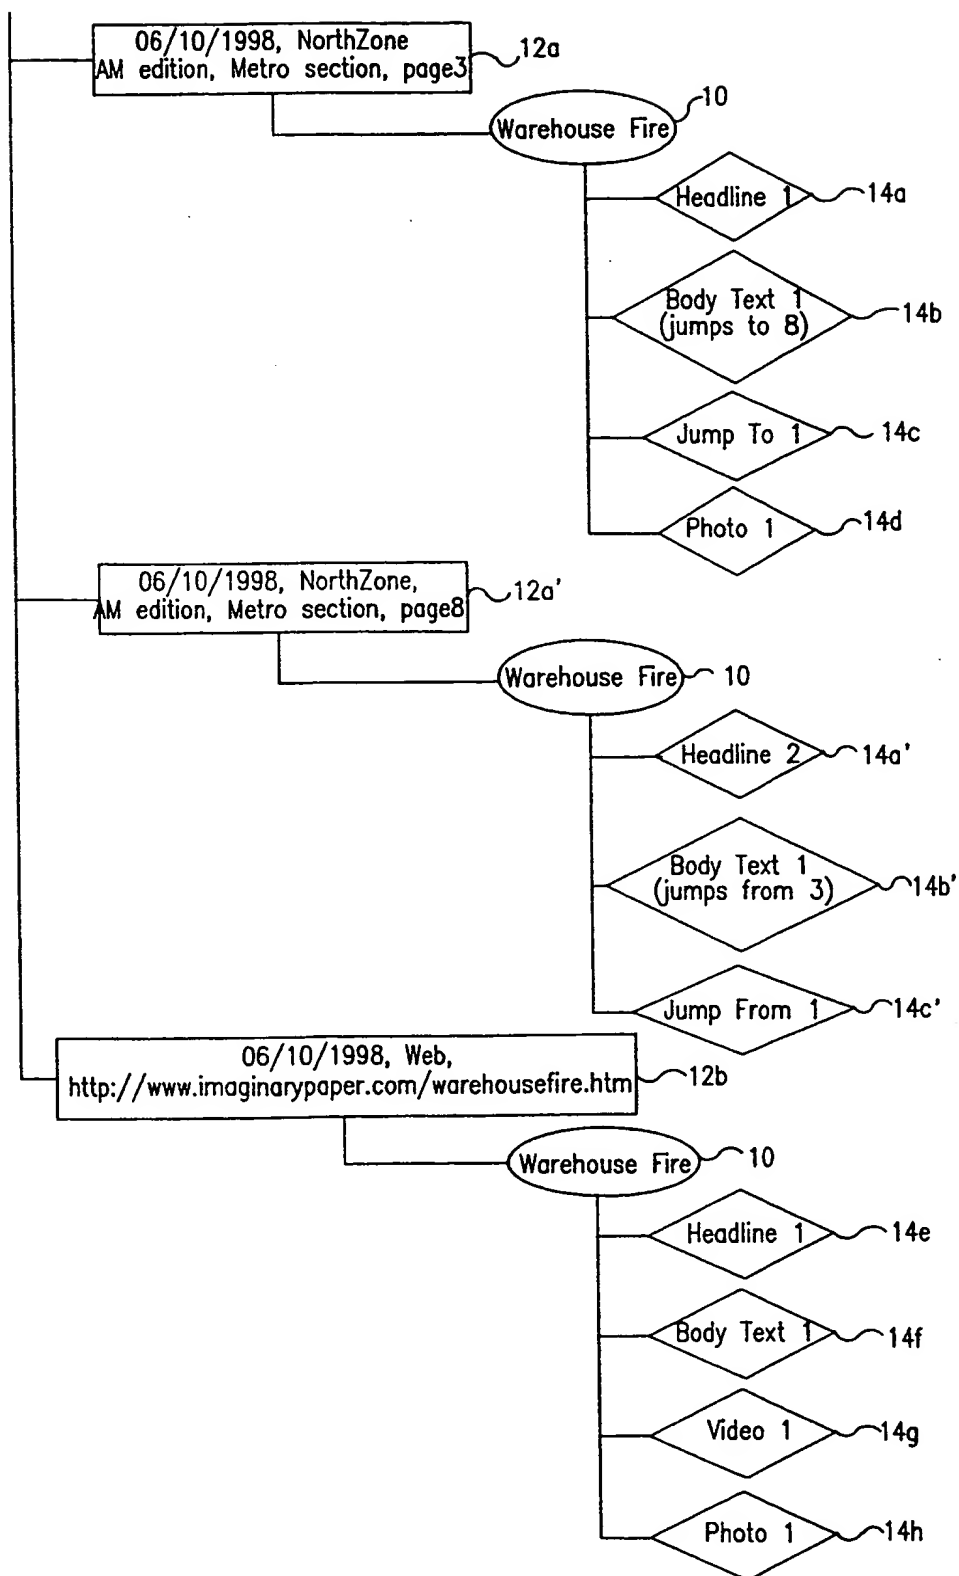 06/10/1998, NorthZone
AM edition, Metro section, page3
12a
Warehouse Fire
10
Headline 1
14a
Body Text 1
(jumps to 8)
14b
Jump To 1
14c
Photo 1
14d
06/10/1998, NorthZone,
AM edition, Metro section, page8
12a'
Warehouse Fire
10
Headline 2
14a'
Body Text 1
(jumps from 3)
14b'
Jump From 1
14c'
06/10/1998, Web,
http://www.imaginarypaper.com/warehousefire.htm
12b
Warehouse Fire
10
Headline 1
14e
Body Text 1
14f
Video 1
14g
Photo 1
14h